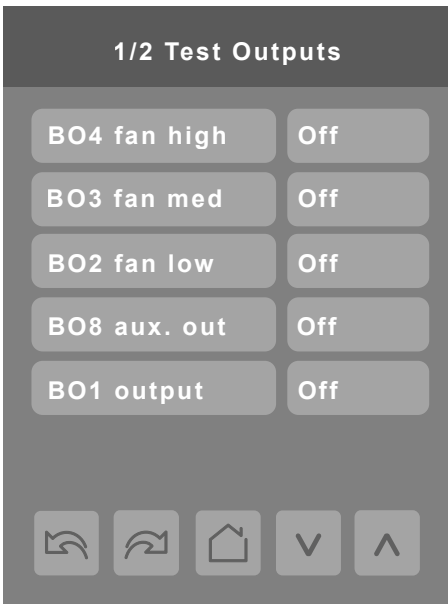 1/2 Test Outputs
BO4 fan high Off
BO3 fan med Off
BO2 fan low Off
BO8 aux. out Off
BO1 output Off